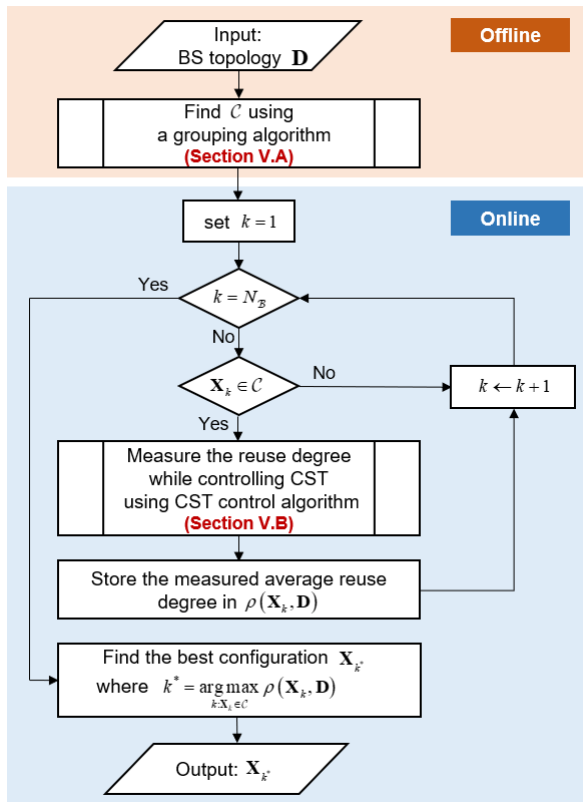 Offline
Input:
BS topology D
Find 𝒞 using
a grouping algorithm
(Section V.A)
Online
set k = 1
Yes
k = N_ℬ
No
X_k ∈ 𝒞
No
k ← k + 1
Yes
Measure the reuse degree
while controlling CST
using CST control algorithm
(Section V.B)
Store the measured average reuse
degree in ρ(X_k, D)
Find the best configuration X_{k*}
where k* = arg max ρ(X_k, D)
k:X_k∈𝒞
Output: X_{k*}